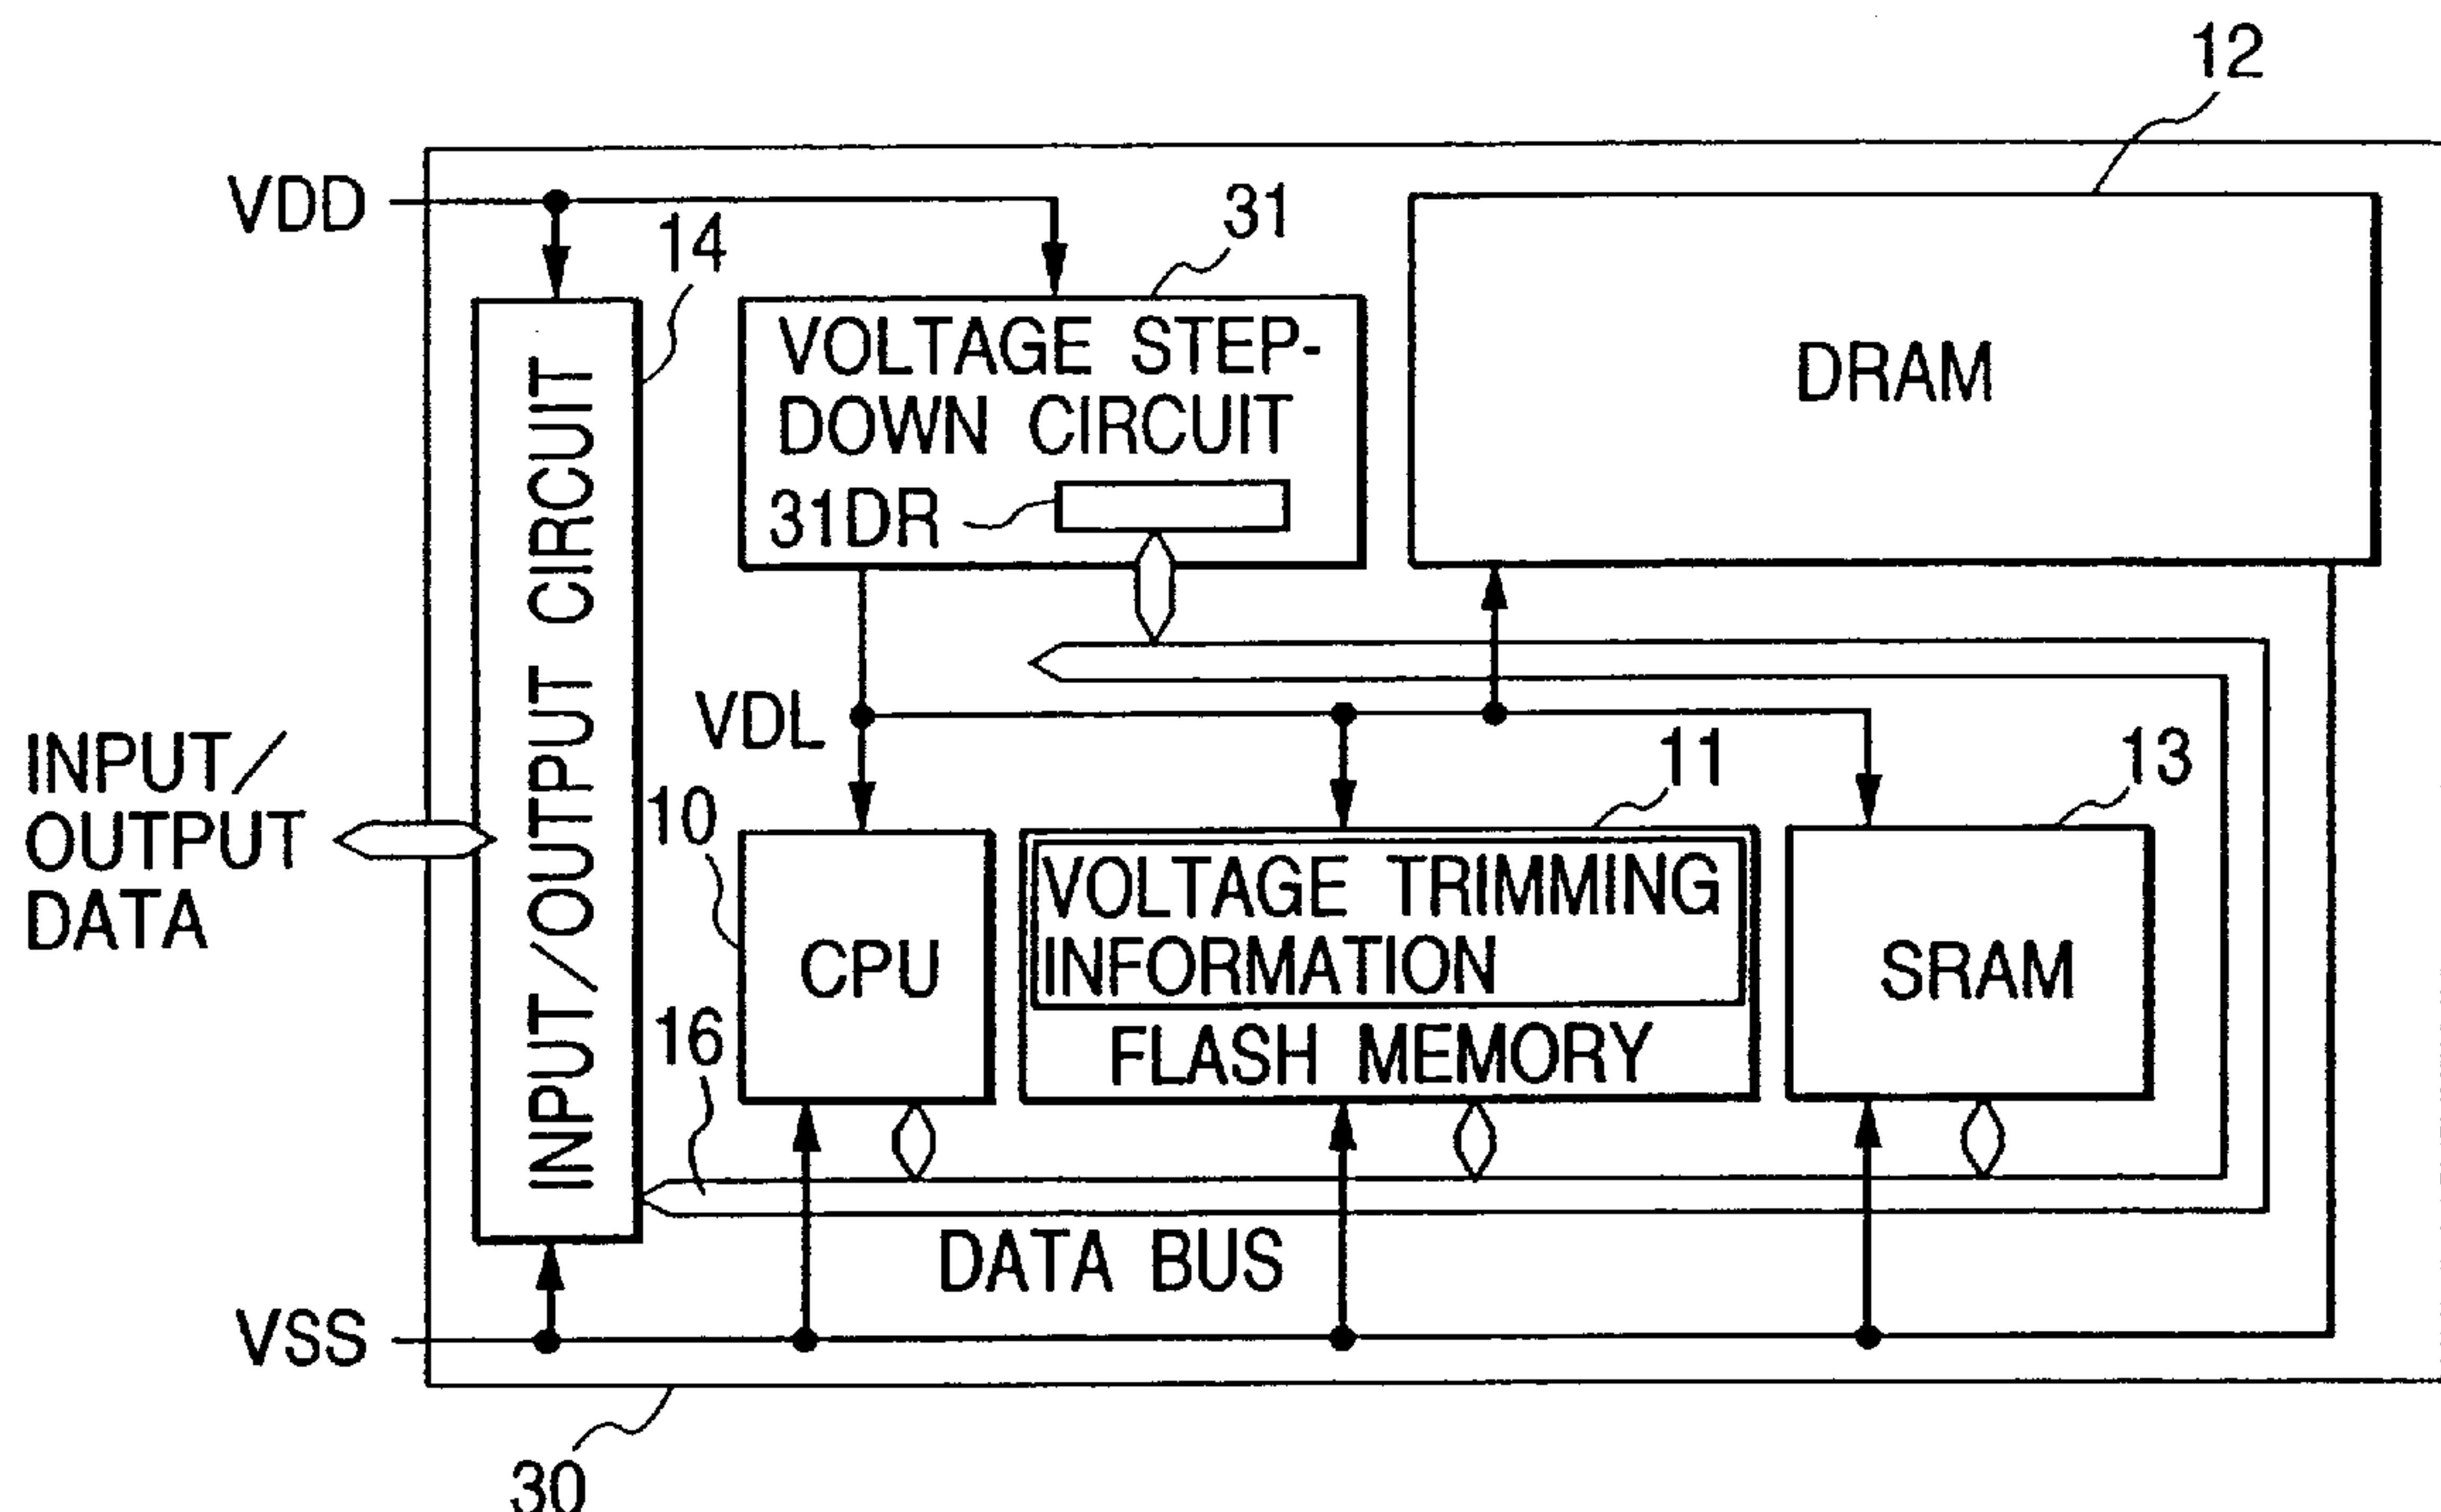 12
VDD
14
31
VOLTAGE STEP-
DOWN CIRCUIT
31DR
DRAM
INPUT/OUTPUT CIRCUIT
VDL
INPUT/
OUTPUT
DATA
10
11
13
CPU
VOLTAGE TRIMMING
INFORMATION
FLASH MEMORY
SRAM
16
DATA BUS
VSS
30